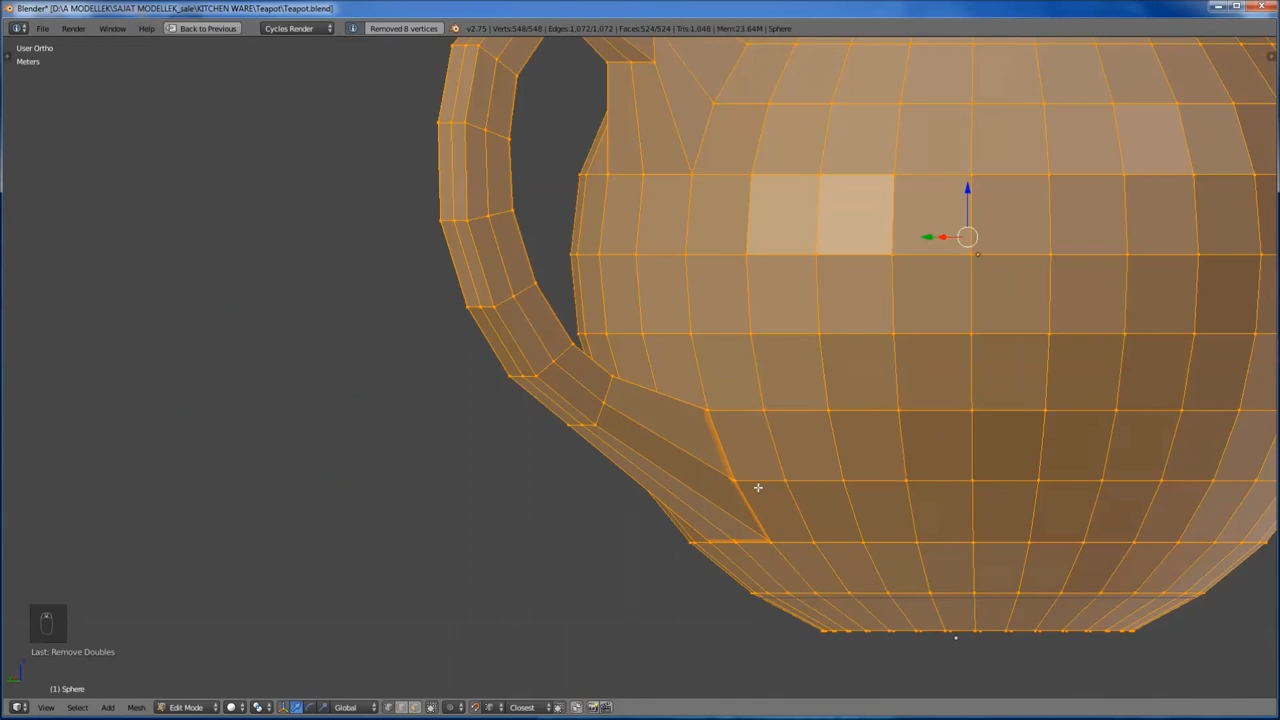 Blender* [D:\A MODELLEK\SAJAT MODELLEK_sale\KITCHEN WARE\Teapot\Teapot.blend]
File Render Window Help Back to Previous Cycles Render Removed 8 vertices v2.75 | Verts:548/548 | Edges:1.072/1.072 | Faces:524/524 | Tris:1.048 | Mem:23.64M | Sphere
User Ortho
Meters
Last: Remove Doubles
(1) Sphere
View Select Add Mesh Edit Mode Global Closest